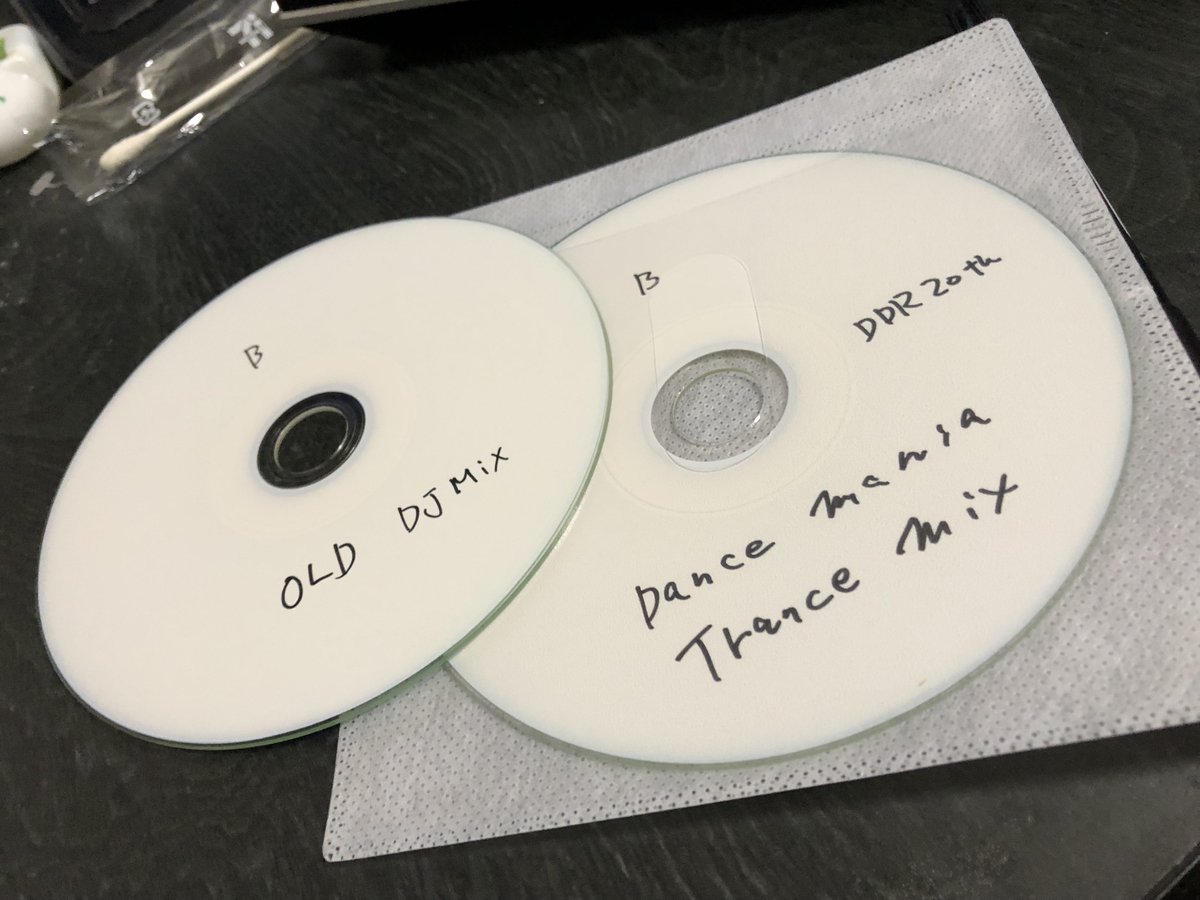 B
OLD DJ MiX
B
DDR 20th
Dance mania
Trance Mix